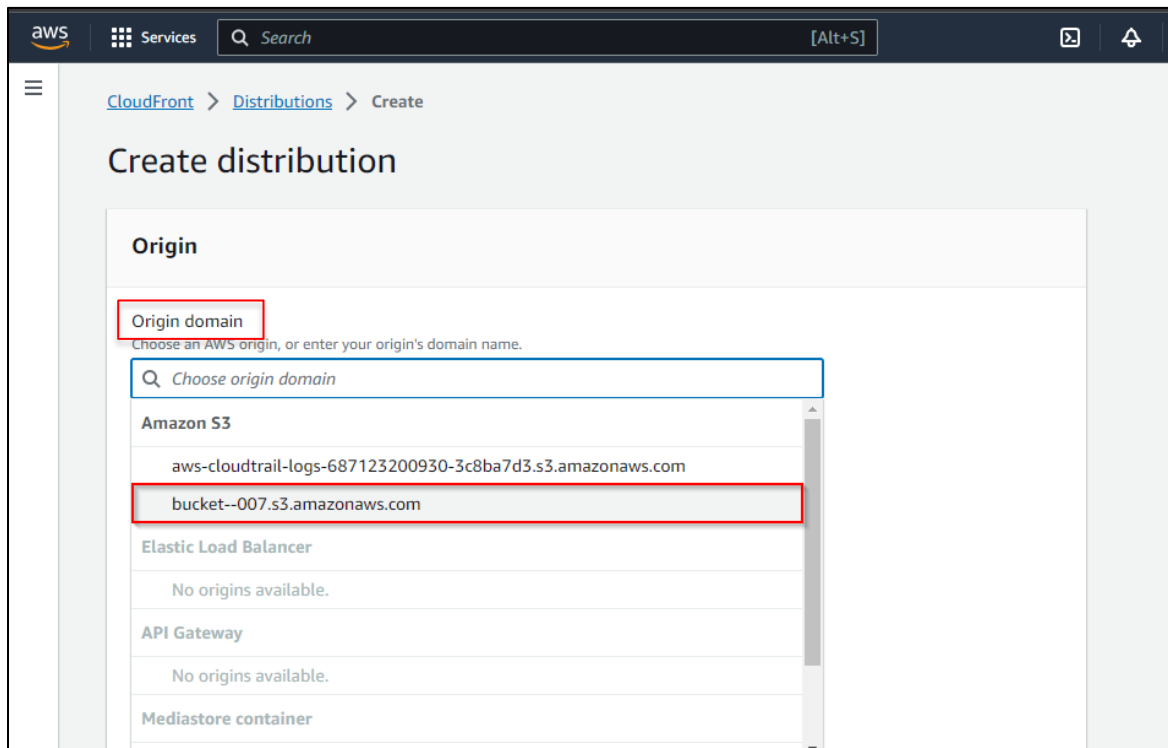 aws Services Search [Alt+S]
CloudFront > Distributions > Create
Create distribution
Origin
Origin domain
Choose an AWS origin, or enter your origin's domain name.
Choose origin domain
Amazon S3
aws-cloudtrail-logs-687123200930-3c8ba7d3.s3.amazonaws.com
bucket--007.s3.amazonaws.com
Elastic Load Balancer
No origins available.
API Gateway
No origins available.
Mediastore container